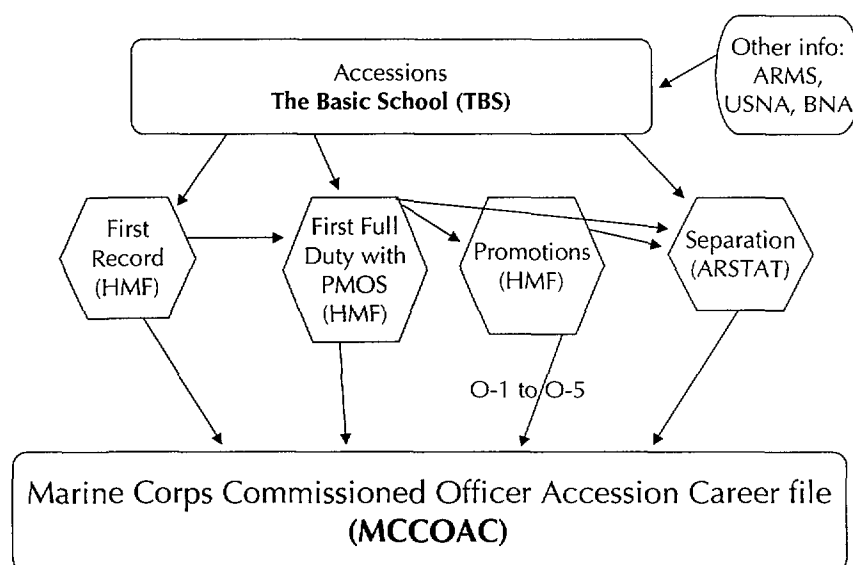 Accessions
The Basic School (TBS)
Other info:
ARMS,
USNA, BNA
First
Record
(HMF)
First Full
Duty with
PMOS
(HMF)
Promotions
(HMF)
Separation
(ARSTAT)
O-1 to O-5
Marine Corps Commissioned Officer Accession Career file
(MCCOAC)